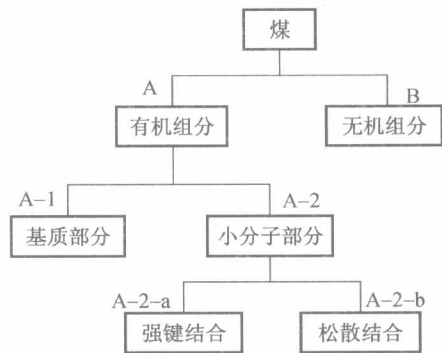 煤
A
B
有机组分
无机组分
A-1
A-2
基质部分
小分子部分
A-2-a
A-2-b
强键结合
松散结合